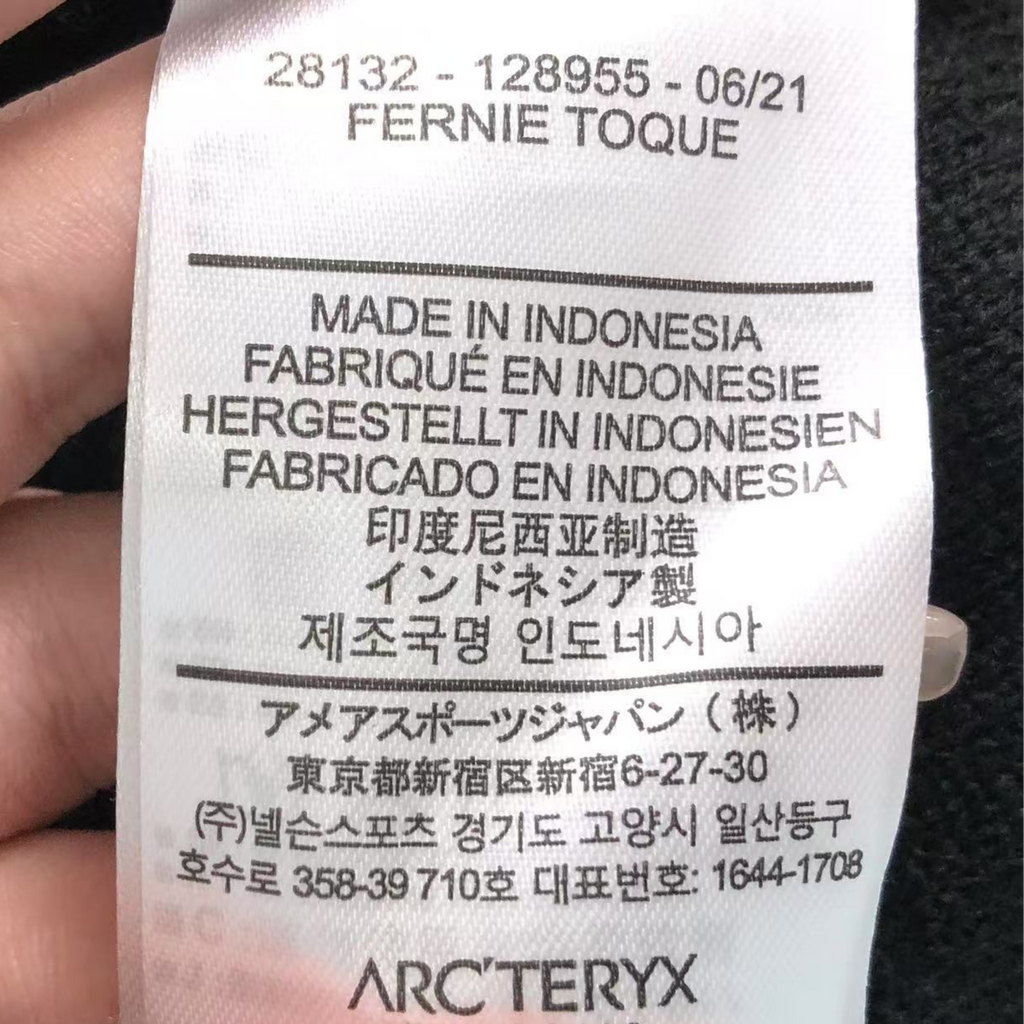 28132 - 128955 - 06/21
FERNIE TOQUE
MADE IN INDONESIA
FABRIQUÉ EN INDONESIE
HERGESTELLT IN INDONESIEN
FABRICADO EN INDONESIA
印度尼西亚制造
インドネシア製
제조국명 인도네시아
アメアスポーツジャパン（株）
東京都新宿区新宿6-27-30
(주)넬슨스포츠 경기도 고양시 일산동구
호수로 358-39 710호 대표번호: 1644-1708
ARC'TERYX